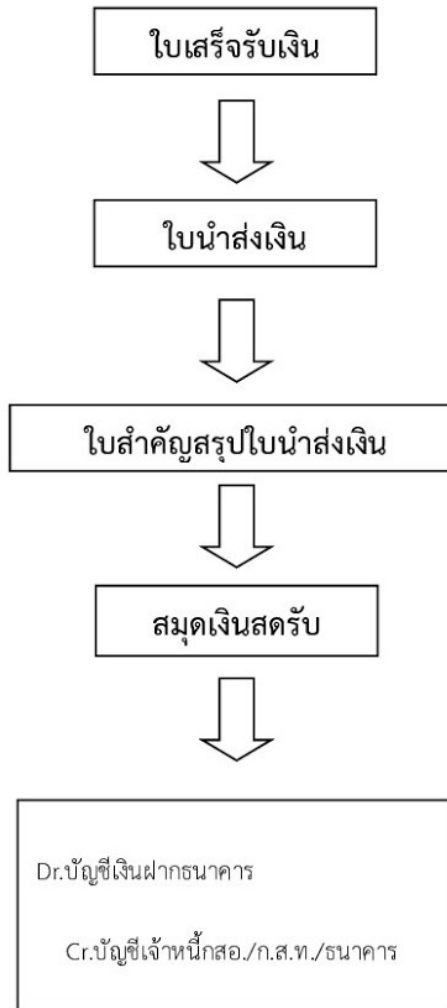 ใบเสร็จรับเงิน
ใบนำส่งเงิน
ใบสำคัญสรุปใบนำส่งเงิน
สมุดเงินสดรับ
Dr.บัญชีเงินฝากธนาคาร
Cr.บัญชีเจ้าหนี้กสอ./ก.ส.ท./ธนาคาร